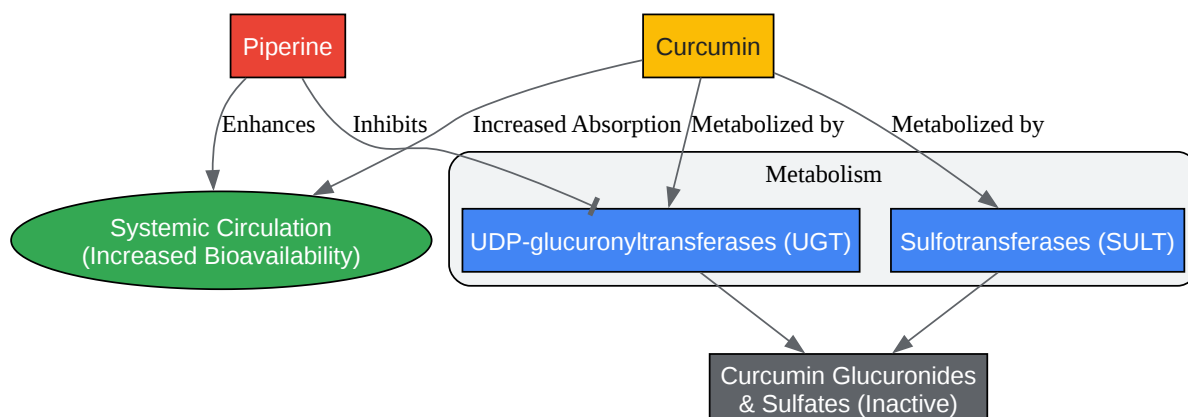 Piperine
Curcumin
Enhances
Inhibits
Increased Absorption
Metabolized by
Metabolized by
Metabolism
Systemic Circulation
(Increased Bioavailability)
UDP-glucuronyltransferases (UGT)
Sulfotransferases (SULT)
Curcumin Glucuronides
& Sulfates (Inactive)